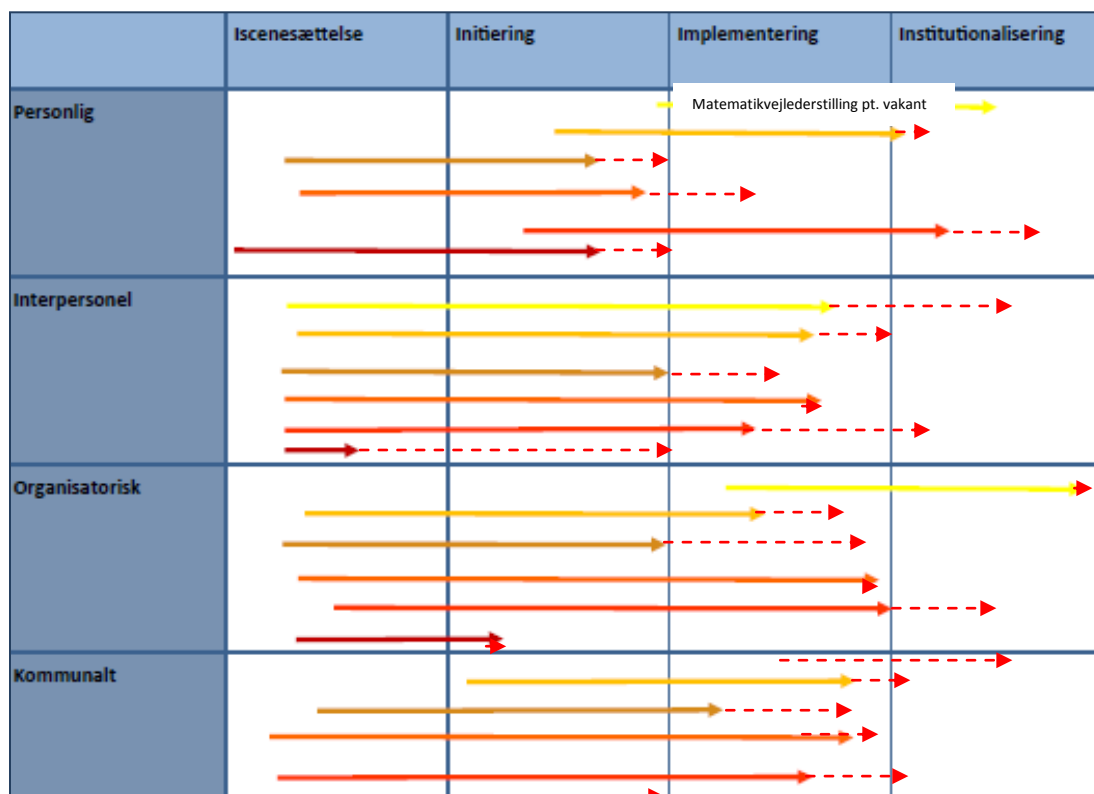 Iscenesættelse
Initiering
Implementering
Institutionalisering
Personlig
Matematikvejlederstilling pt. vakant
Interpersonel
Organisatorisk
Kommunalt